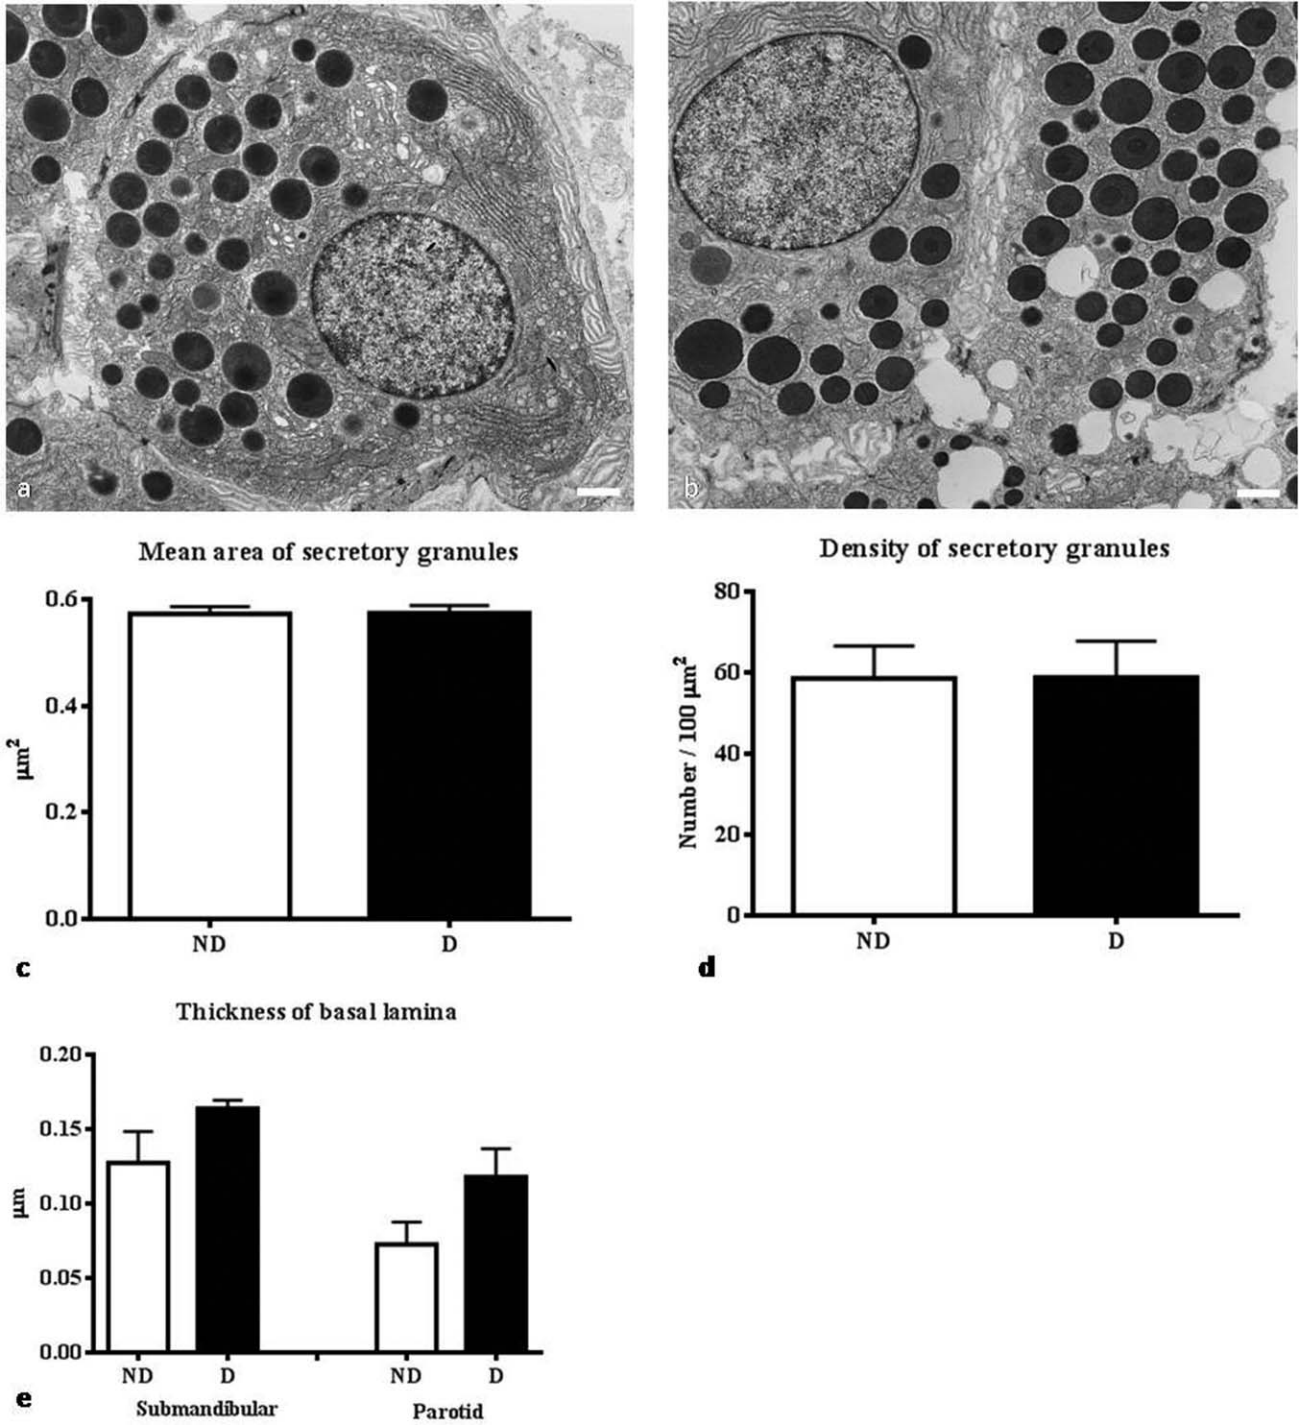 a
b
Mean area of secretory granules
0.6
0.4
0.2
0.0
µm²
ND D
c
Density of secretory granules
80
60
40
20
0
Number / 100 µm²
ND D
d
Thickness of basal lamina
0.20
0.15
0.10
0.05
0.00
µm
ND D ND D
Submandibular Parotid
e